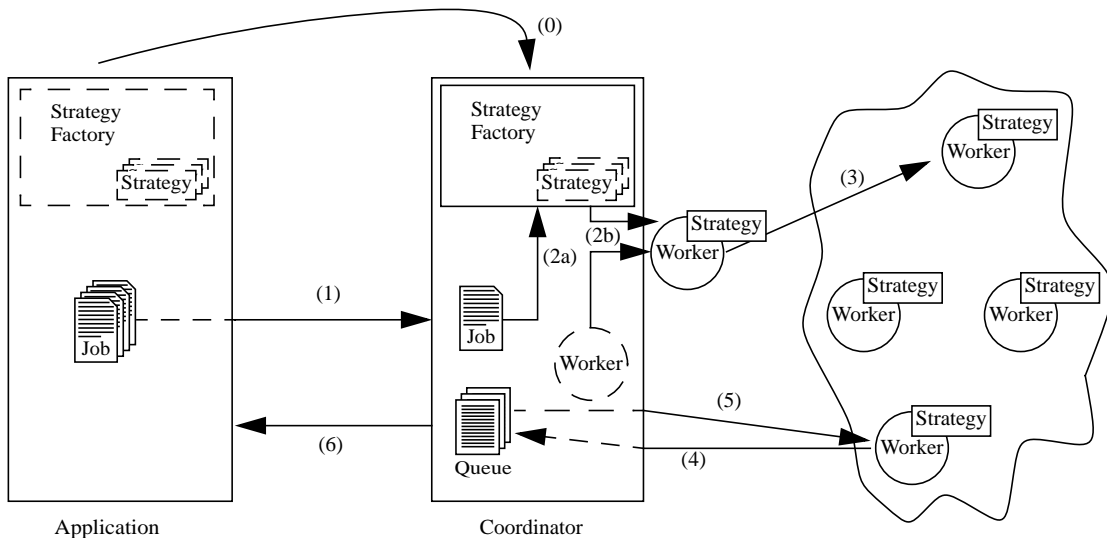 (0)
Strategy
Factory
Strategy
Job
Application
(1)
(6)
Strategy
Factory
Strategy
(2a)
(2b)
Job
Worker
Queue
Coordinator
Strategy
Worker
(3)
(5)
(4)
Strategy
Worker
Strategy
Worker
Strategy
Worker
Strategy
Worker